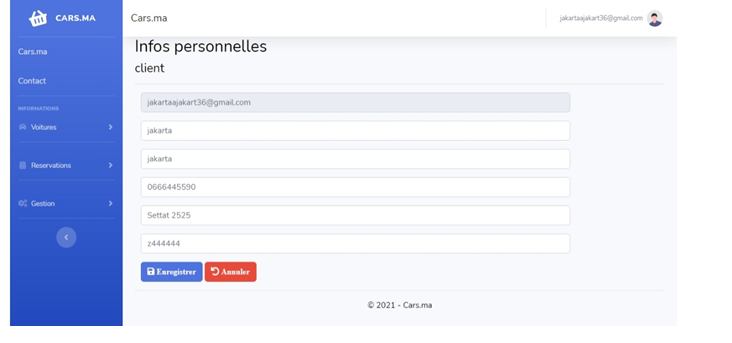 CARS.MA
Cars.ma
jakartaajakart36@gmail.com
Cars.ma
Contact
INFORMATIONS
Voitures
Reservations
Gestion
Infos personnelles
client
jakartaajakart36@gmail.com
jakarta
jakarta
0666445590
Settat 2525
z444444
Enregistrer
Annuler
© 2021 - Cars.ma